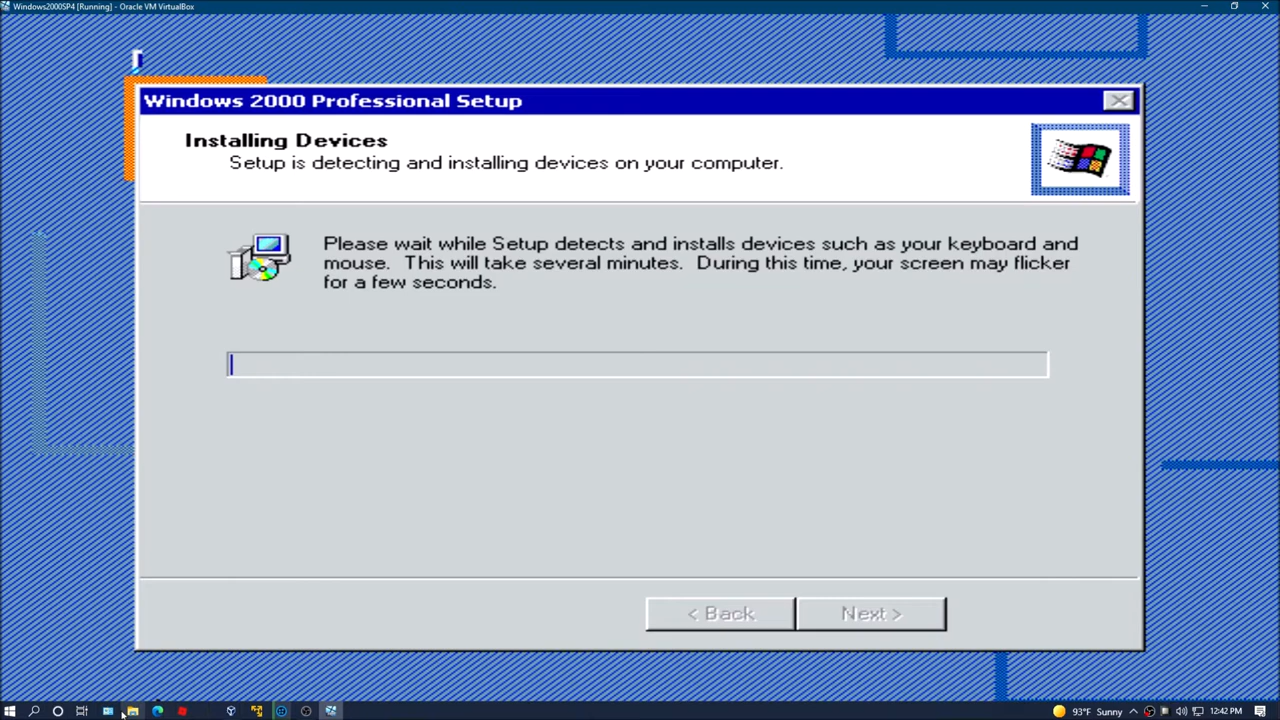 Windows2000SP4 [Running] - Oracle VM VirtualBox
Windows 2000 Professional Setup
Installing Devices
Setup is detecting and installing devices on your computer.
Please wait while Setup detects and installs devices such as your keyboard and
mouse. This will take several minutes. During this time, your screen may flicker
for a few seconds.
< Back
Next >
93°F Sunny
12:42 PM